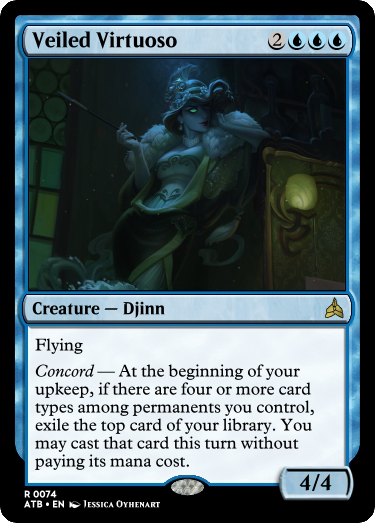 Veiled Virtuoso
2
Creature — Djinn
Flying
Concord — At the beginning of your
upkeep, if there are four or more card
types among permanents you control,
exile the top card of your library. You
may cast that card this turn without
paying its mana cost.
4/4
R 0074
ATB • EN Jessica Oyhenart